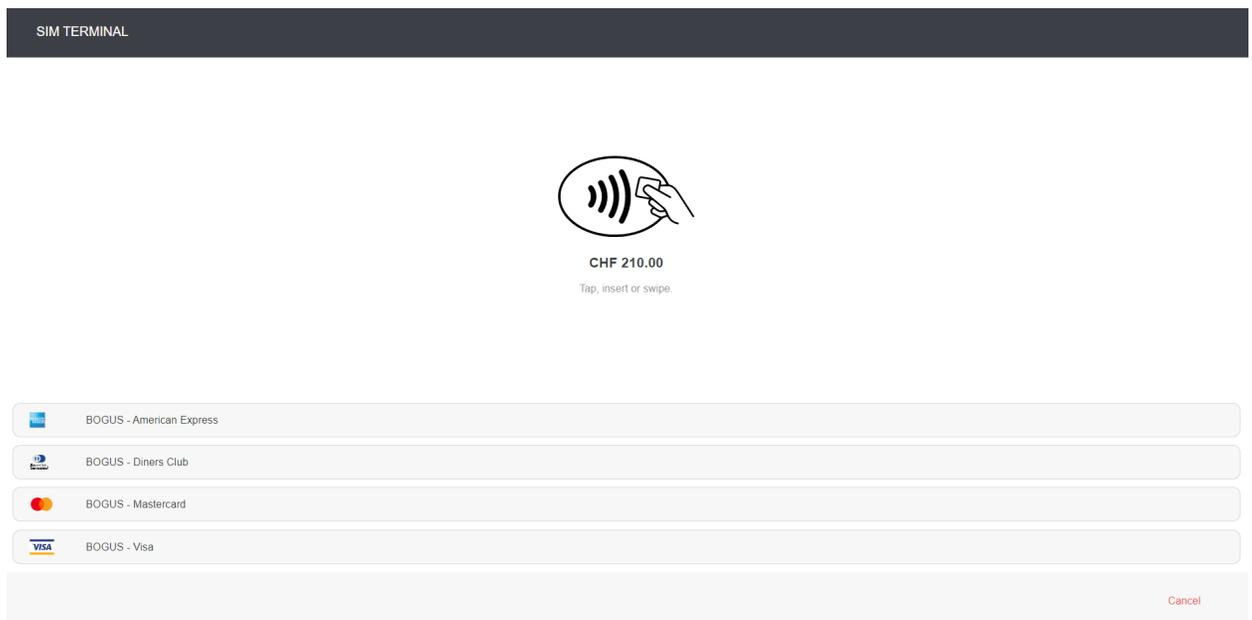 SIM TERMINAL
CHF 210.00
Tap, insert or swipe.
BOGUS - American Express
BOGUS - Diners Club
BOGUS - Mastercard
VISA BOGUS - Visa
Cancel